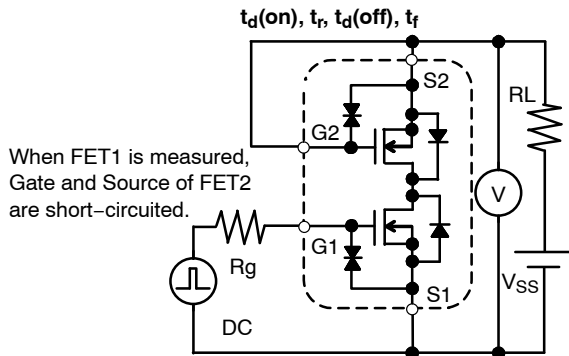 td(on), tr, td(off), tf
S2
RL
G2
When FET1 is measured,
Gate and Source of FET2
are short−circuited.
V
G1
Rg
VSS
S1
DC